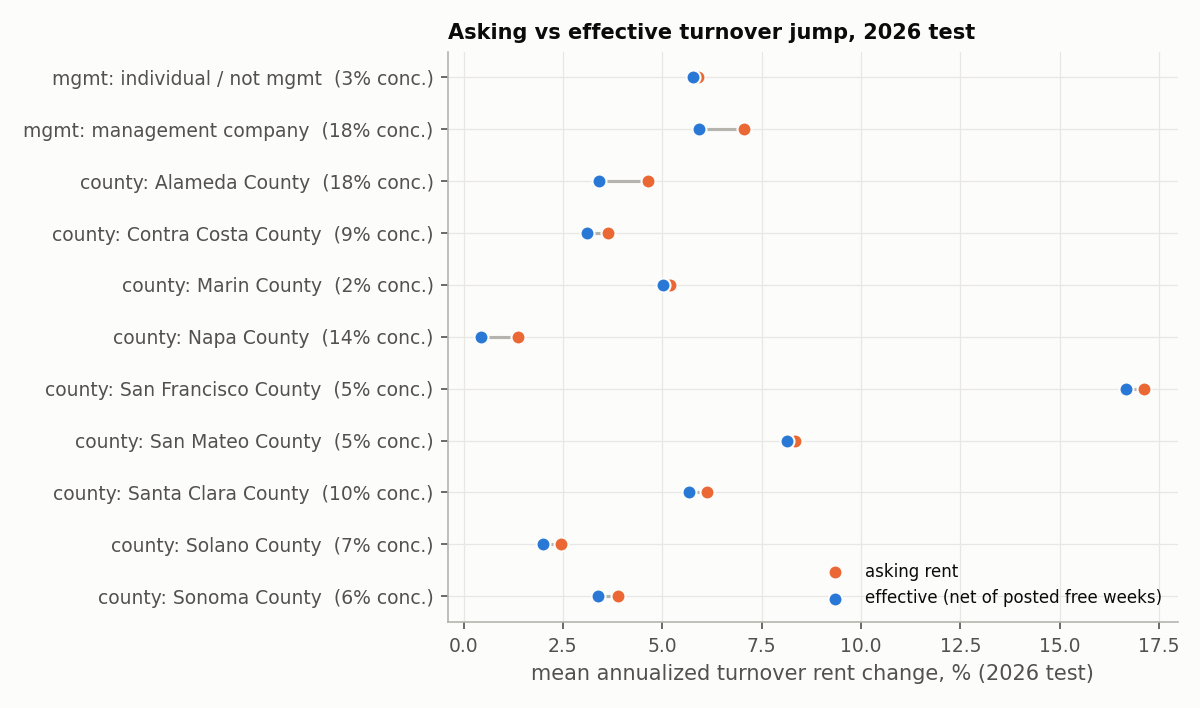 Asking vs effective turnover jump, 2026 test
mgmt: individual / not mgmt (3% conc.)
mgmt: management company (18% conc.)
county: Alameda County (18% conc.)
county: Contra Costa County (9% conc.)
county: Marin County (2% conc.)
county: Napa County (14% conc.)
county: San Francisco County (5% conc.)
county: San Mateo County (5% conc.)
county: Santa Clara County (10% conc.)
county: Solano County (7% conc.)
county: Sonoma County (6% conc.)
asking rent
effective (net of posted free weeks)
0.0 2.5 5.0 7.5 10.0 12.5 15.0 17.5
mean annualized turnover rent change, % (2026 test)